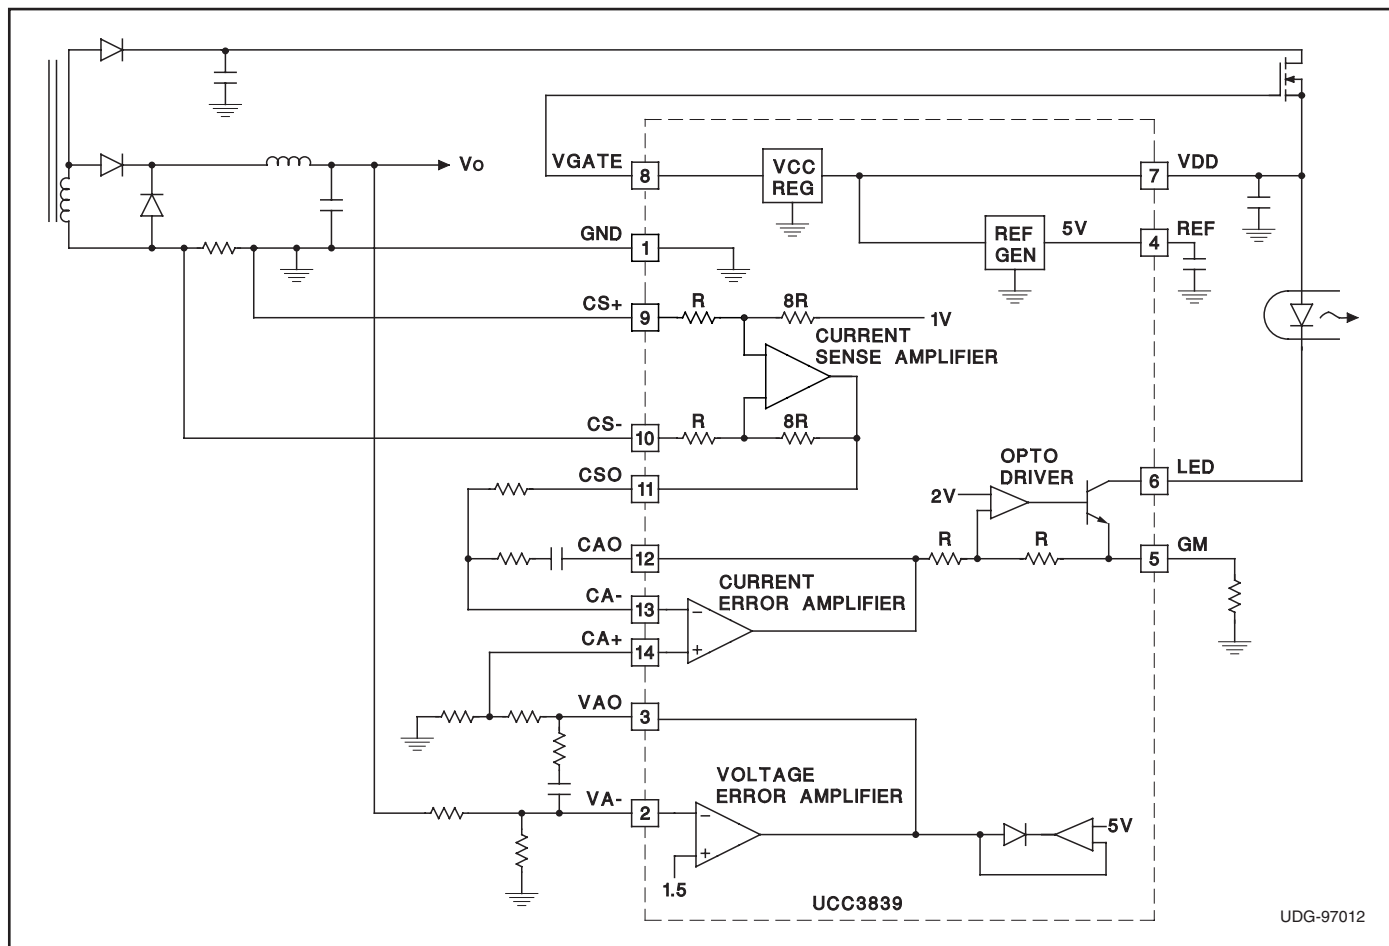 Vo
VGATE
8
VCC
REG
7
VDD
GND
1
REF
GEN
5V
4
REF
CS+
9
R
8R
1V
CURRENT
SENSE AMPLIFIER
CS-
10
R
8R
CSO
11
OPTO
DRIVER
2V
6
LED
CAO
12
R
R
5
GM
CURRENT
ERROR AMPLIFIER
CA-
13
−
CA+
14
+
VAO
3
VOLTAGE
ERROR AMPLIFIER
VA-
2
−
+
1.5
5V
UCC3839
UDG-97012